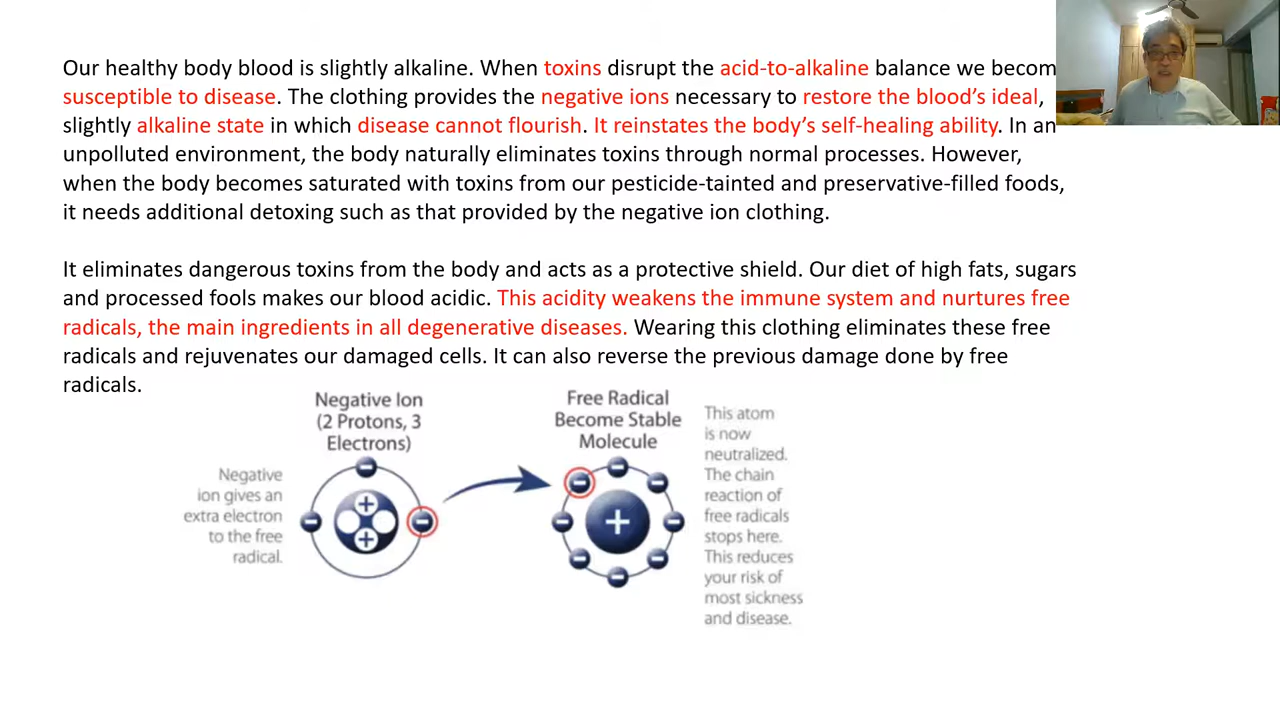 Our healthy body blood is slightly alkaline. When toxins disrupt the acid-to-alkaline balance we becom
susceptible to disease. The clothing provides the negative ions necessary to restore the blood's ideal,
slightly alkaline state in which disease cannot flourish. It reinstates the body's self-healing ability. In an
unpolluted environment, the body naturally eliminates toxins through normal processes. However,
when the body becomes saturated with toxins from our pesticide-tainted and preservative-filled foods,
it needs additional detoxing such as that provided by the negative ion clothing.
It eliminates dangerous toxins from the body and acts as a protective shield. Our diet of high fats, sugars
and processed fools makes our blood acidic. This acidity weakens the immune system and nurtures free
radicals, the main ingredients in all degenerative diseases. Wearing this clothing eliminates these free
radicals and rejuvenates our damaged cells. It can also reverse the previous damage done by free
radicals.
Negative Ion
(2 Protons, 3
Electrons)
Negative
ion gives an
extra electron
to the free
radical.
Free Radical
Become Stable
Molecule
This atom
is now
neutralized.
The chain
reaction of
free radicals
stops here.
This reduces
your risk of
most sickness
and disease.